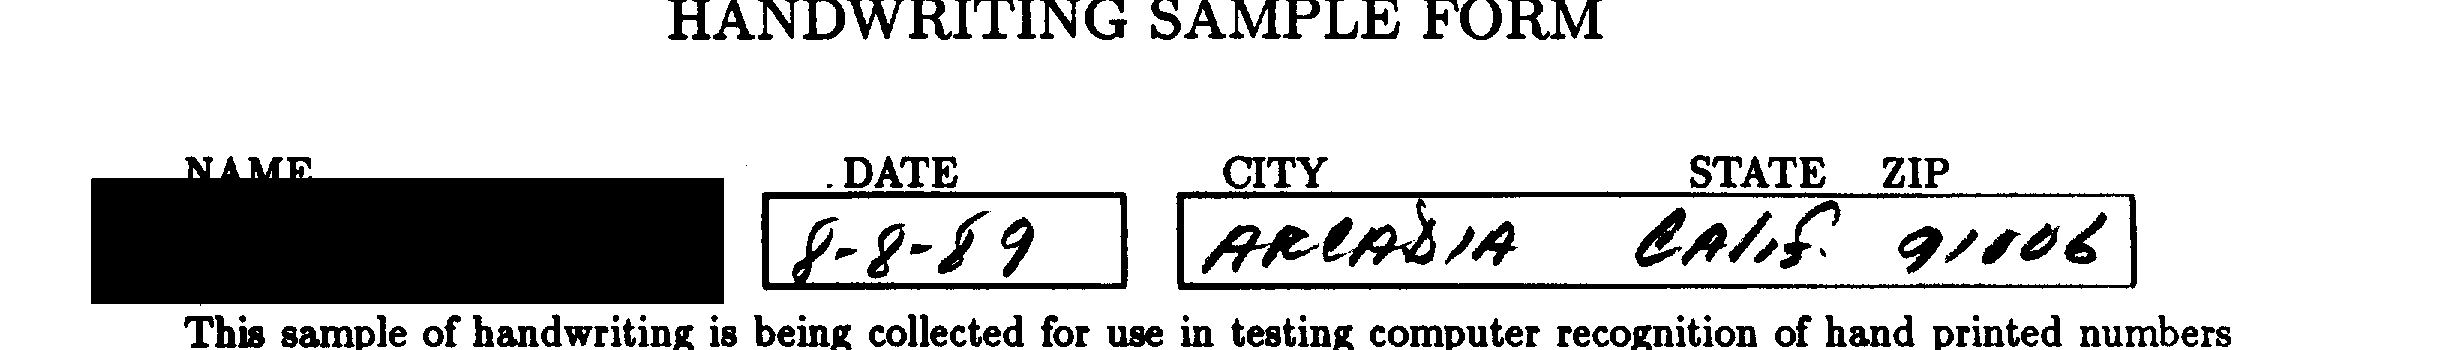 HANDWRITING SAMPLE FORM
NAME DATE CITY STATE ZIP
8-8-89 ARCADIA CALIF. 91006
This sample of handwriting is being collected for use in testing computer recognition of hand printed numbers